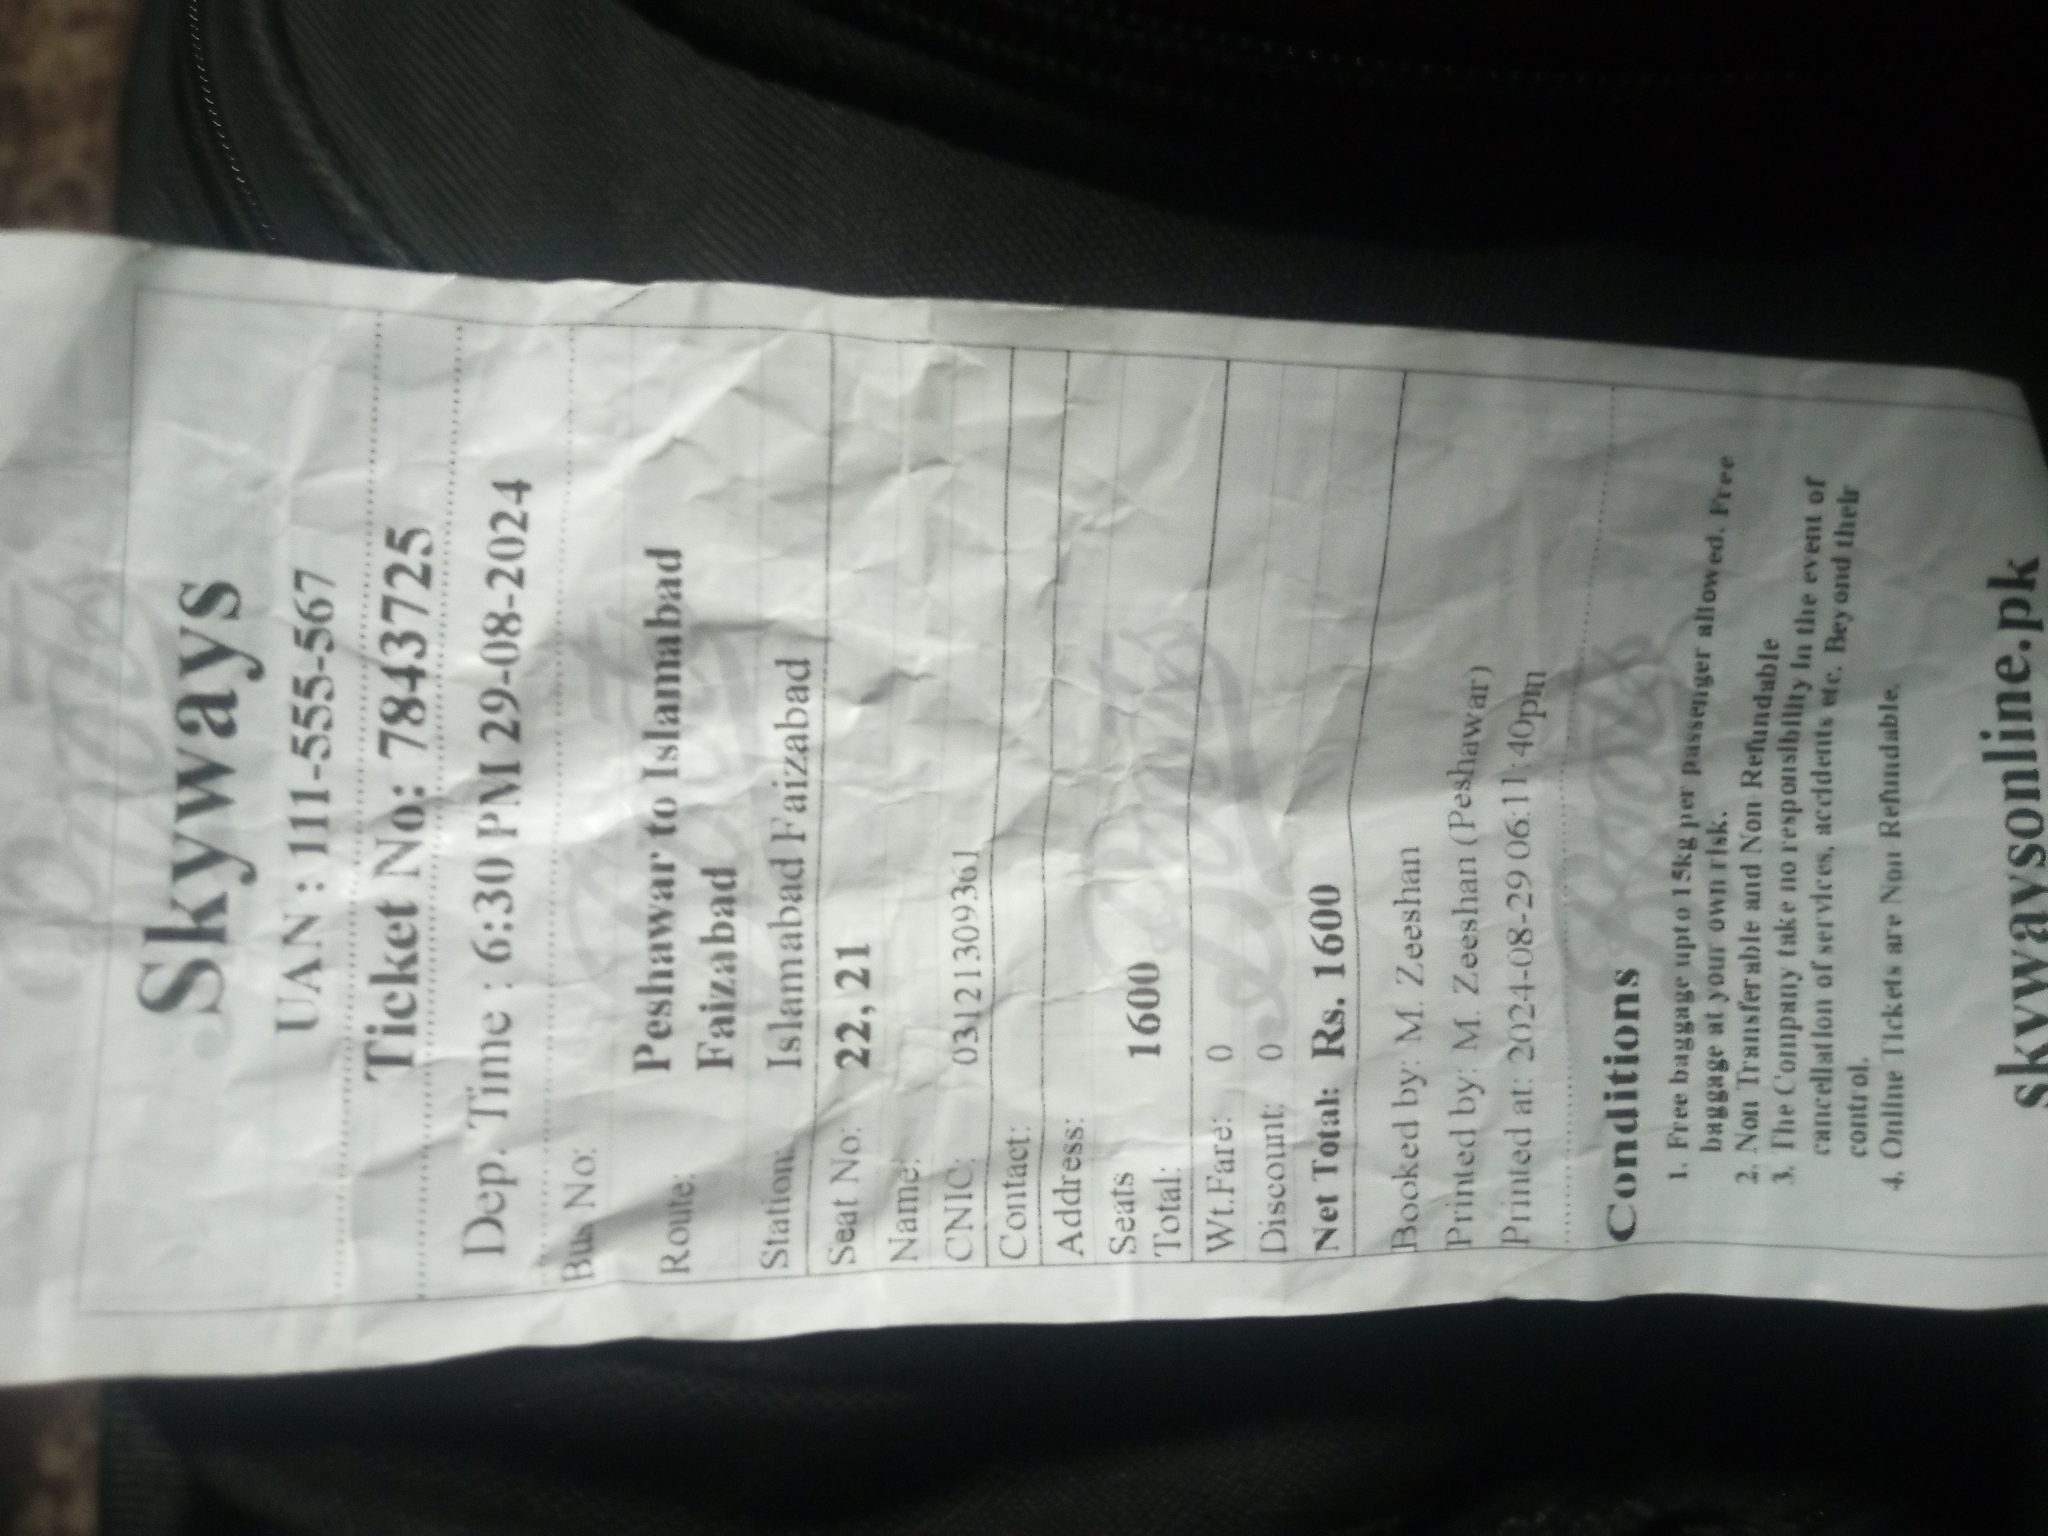 Skyways
UAN : 111-555-567
Ticket No: 7843725
Dep. Time : 6:30 PM 29-08-2024
Bus No:
Route: Peshawar to Islamabad
Faizabad
Station: Islamabad Faizabad
Seat No: 22, 21
Name:
CNIC: 03121309361
Contact:
Address:
Seats
Total: 1600
Wt.Fare: 0
Discount: 0
Net Total: Rs. 1600
Booked by: M. Zeeshan
Printed by: M. Zeeshan (Peshawar)
Printed at: 2024-08-29 06:11:40pm
Conditions
1. Free baggage upto 15kg per passenger allowed. Free
baggage at your own risk.
2. Non Transferable and Non Refundable
3. The Company take no responsibility in the event of
cancellation of services, accidents etc. Beyond their
control.
4. Online Tickets are Non Refundable.
skywaysonline.pk